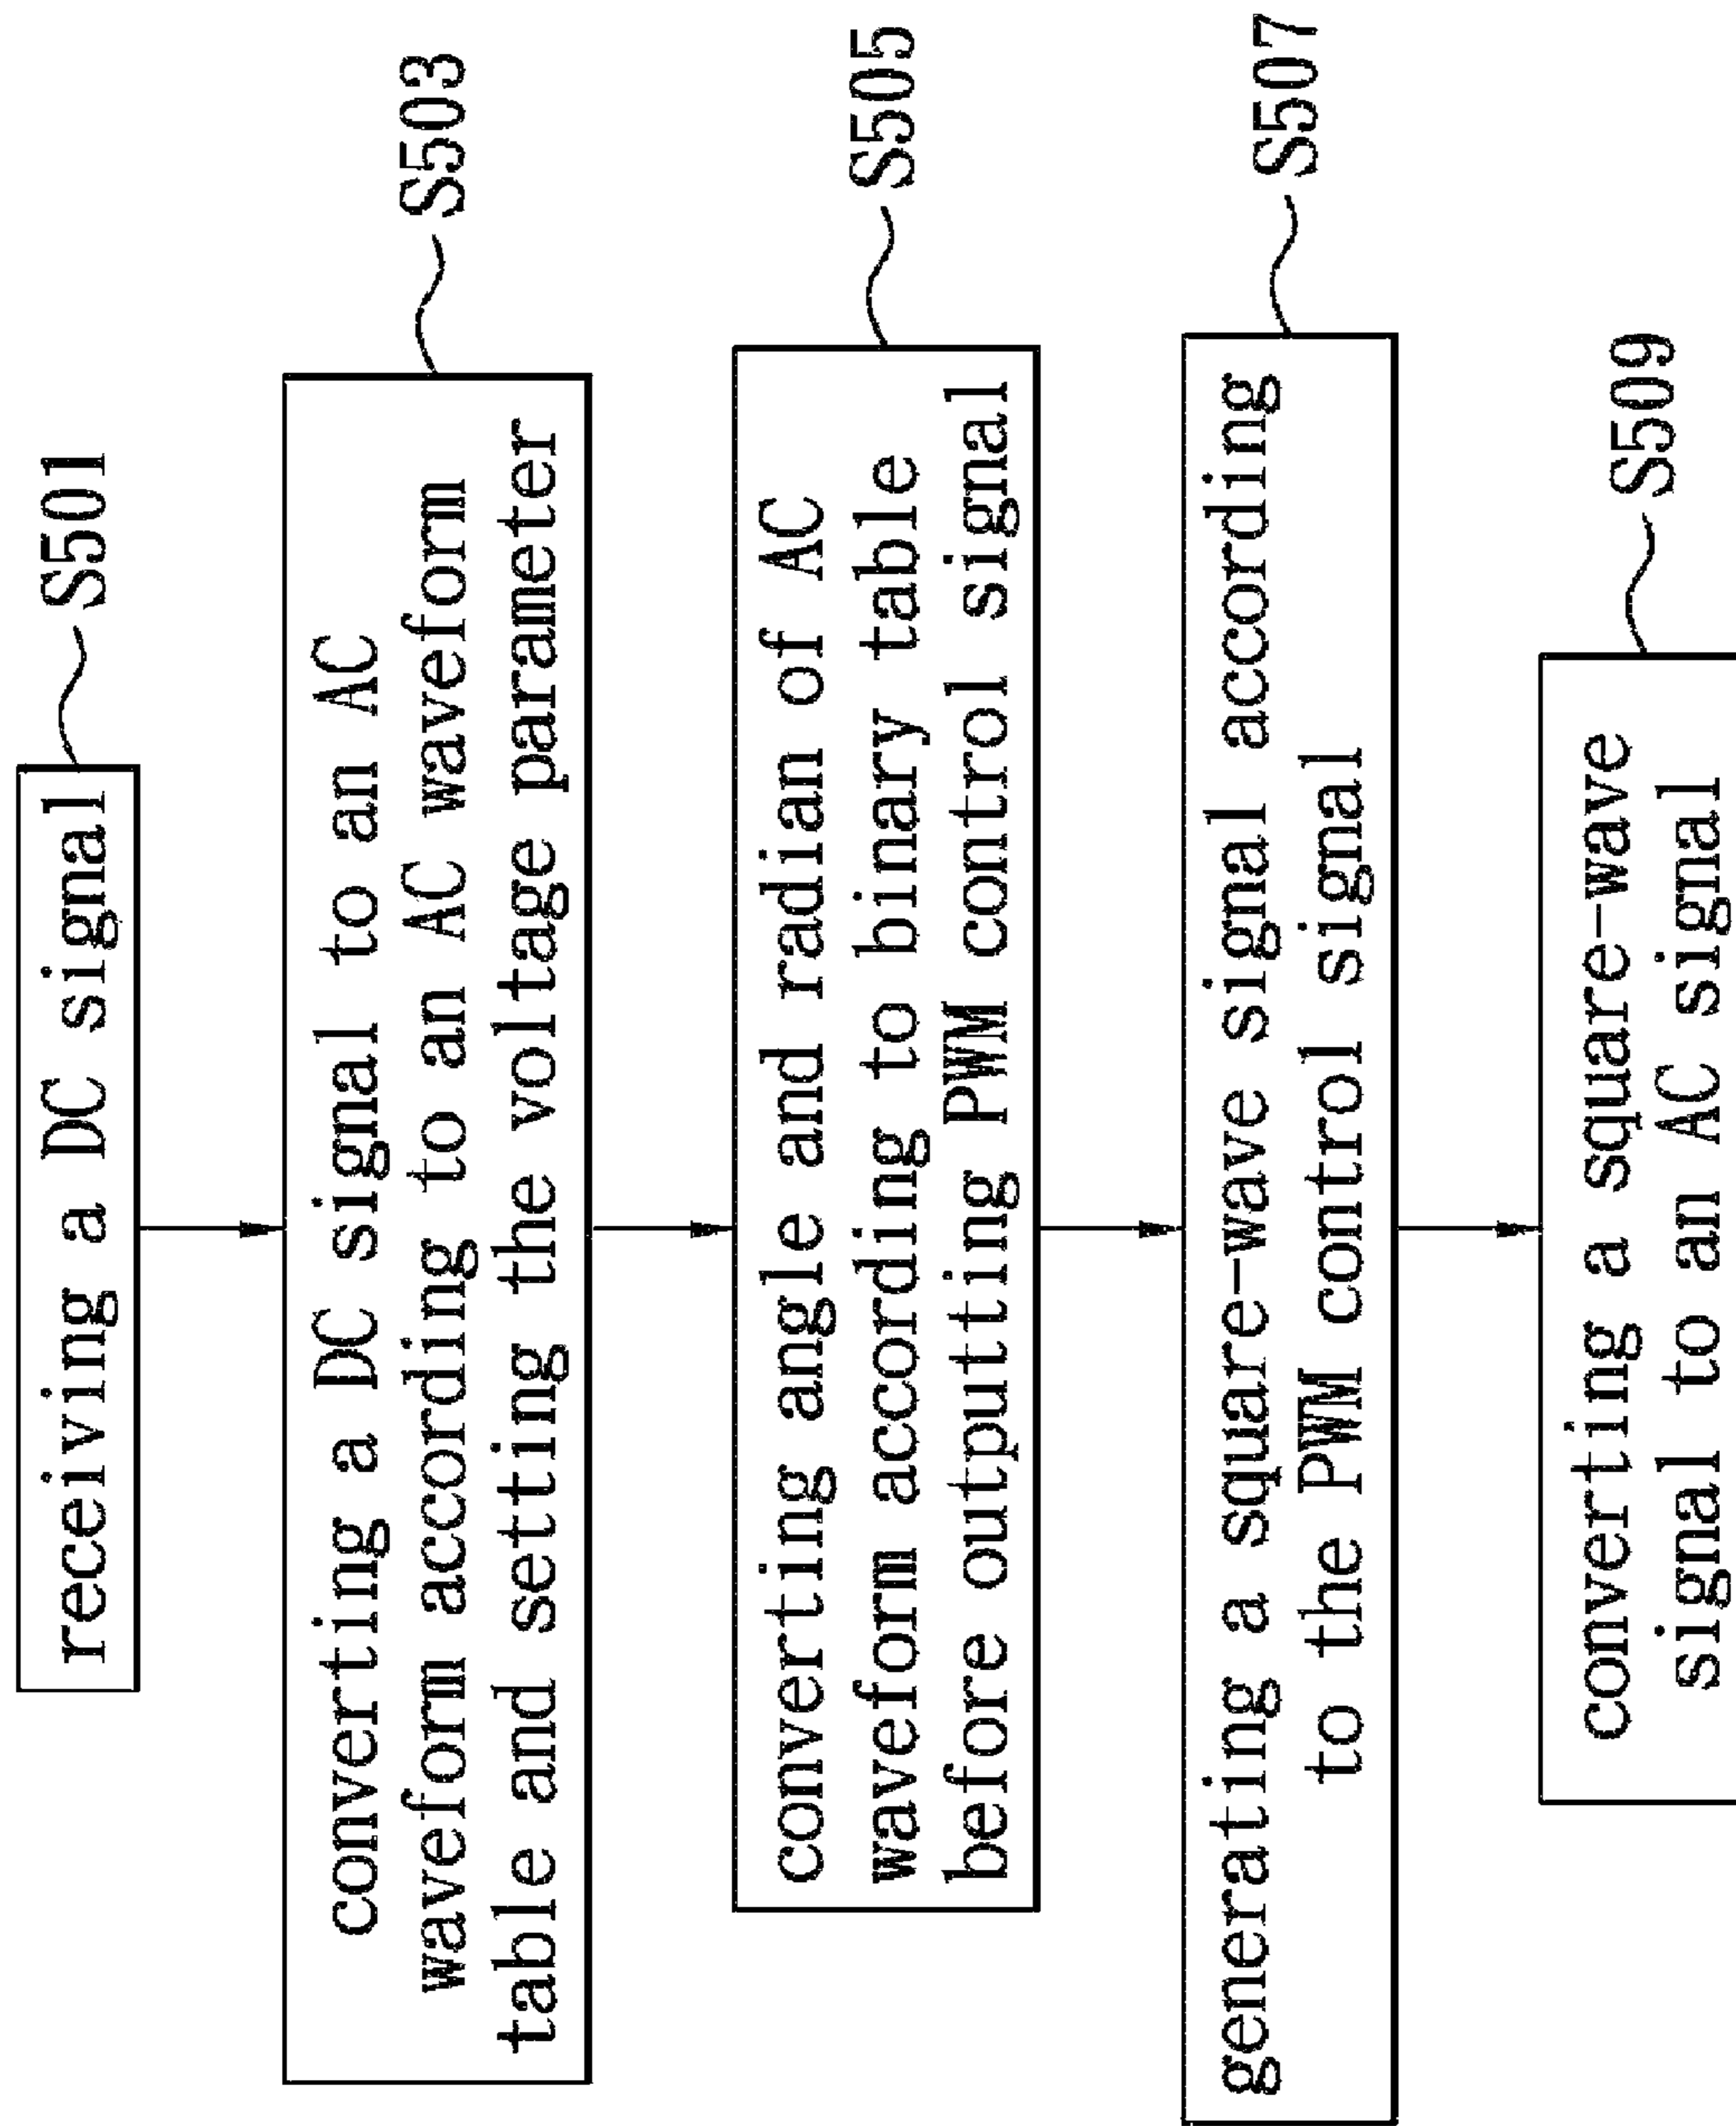 receiving a DC signal
S501
converting a DC signal to an AC
waveform according to an AC waveform
table and setting the voltage parameter
S503
converting angle and radian of AC
waveform according to binary table
before outputting PWM control signal
S505
generating a square-wave signal according
to the PWM control signal
S507
converting a square-wave
signal to an AC signal
S509